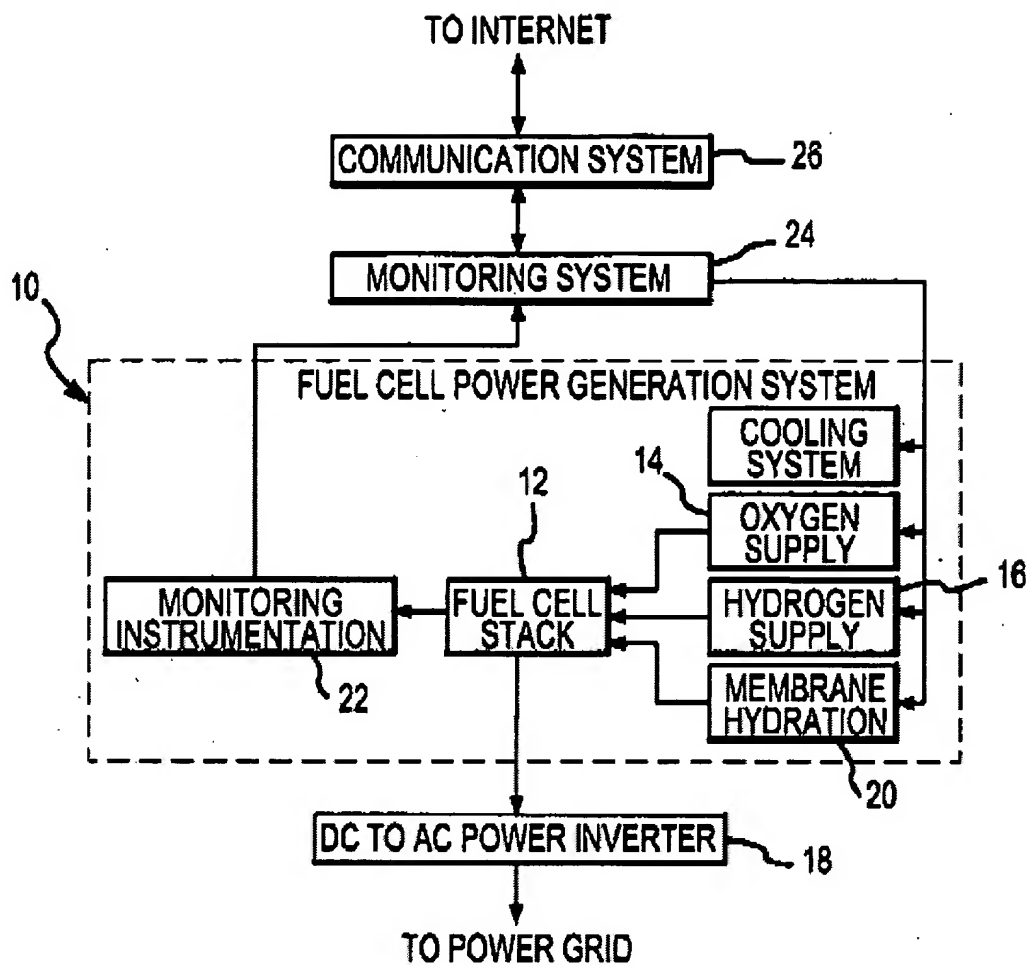 TO INTERNET
COMMUNICATION SYSTEM
26
24
MONITORING SYSTEM
10
FUEL CELL POWER GENERATION SYSTEM
COOLING
SYSTEM
14
12
OXYGEN
SUPPLY
16
MONITORING
INSTRUMENTATION
FUEL CELL
STACK
HYDROGEN
SUPPLY
22
MEMBRANE
HYDRATION
20
DC TO AC POWER INVERTER
18
TO POWER GRID